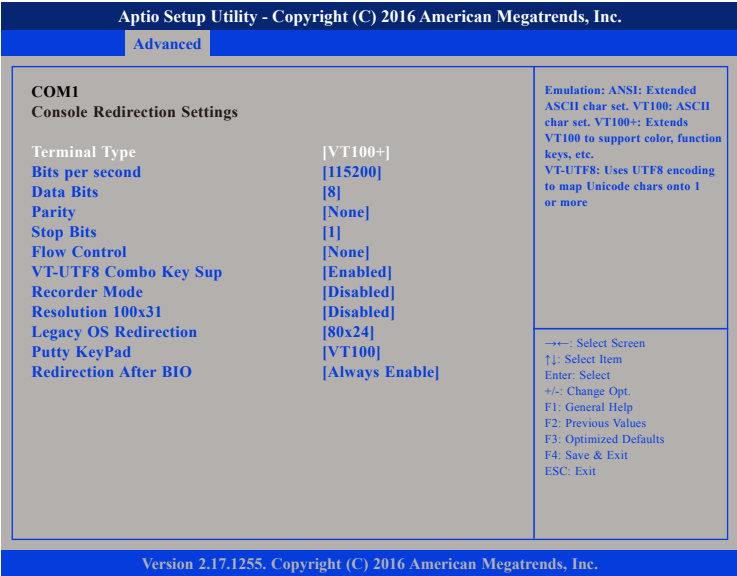 Aptio Setup Utility - Copyright (C) 2016 American Megatrends, Inc.
Advanced
COM1
Console Redirection Settings
Terminal Type [VT100+]
Bits per second [115200]
Data Bits [8]
Parity [None]
Stop Bits [1]
Flow Control [None]
VT-UTF8 Combo Key Sup [Enabled]
Recorder Mode [Disabled]
Resolution 100x31 [Disabled]
Legacy OS Redirection [80x24]
Putty KeyPad [VT100]
Redirection After BIO [Always Enable]
Emulation: ANSI: Extended
ASCII char set. VT100: ASCII
char set. VT100+: Extends
VT100 to support color, function
keys, etc.
VT-UTF8: Uses UTF8 encoding
to map Unicode chars onto 1
or more
→←: Select Screen
↑↓: Select Item
Enter: Select
+/-: Change Opt.
F1: General Help
F2: Previous Values
F3: Optimized Defaults
F4: Save & Exit
ESC: Exit
Version 2.17.1255. Copyright (C) 2016 American Megatrends, Inc.